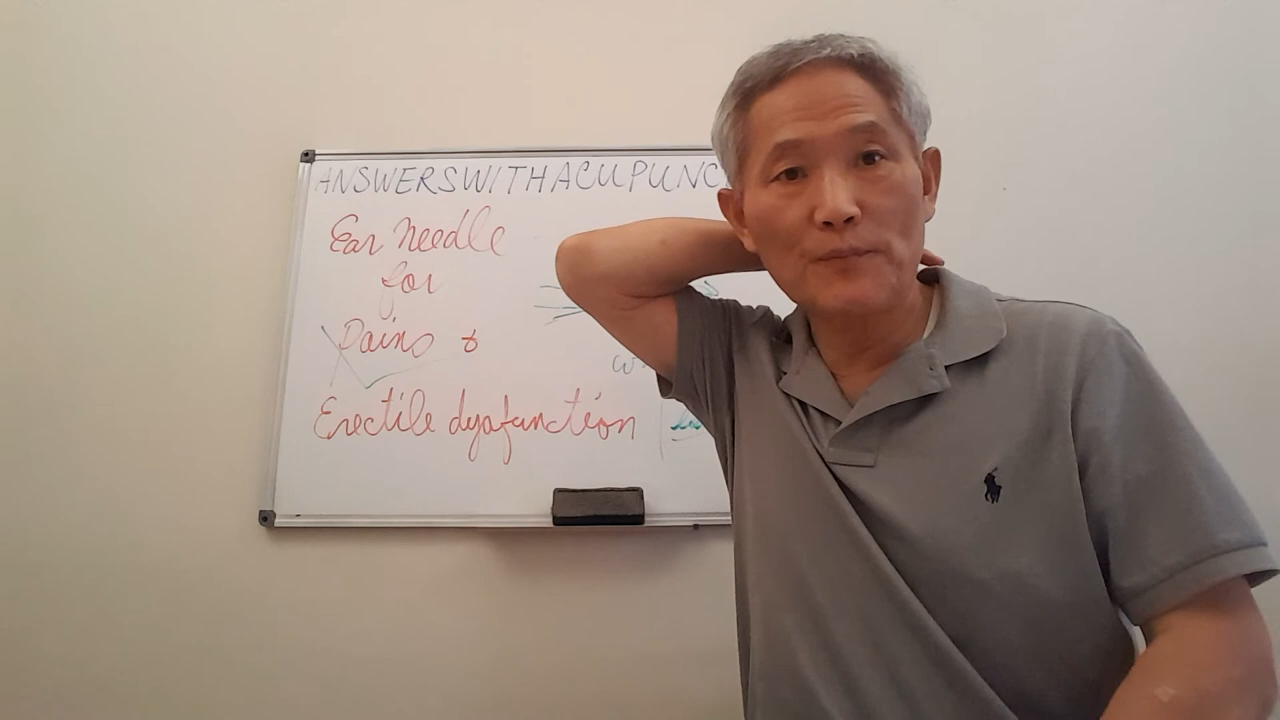 ANSWERSWITHACUPUNC
Ear Needle
for
Pains &
Erectile dysfunction